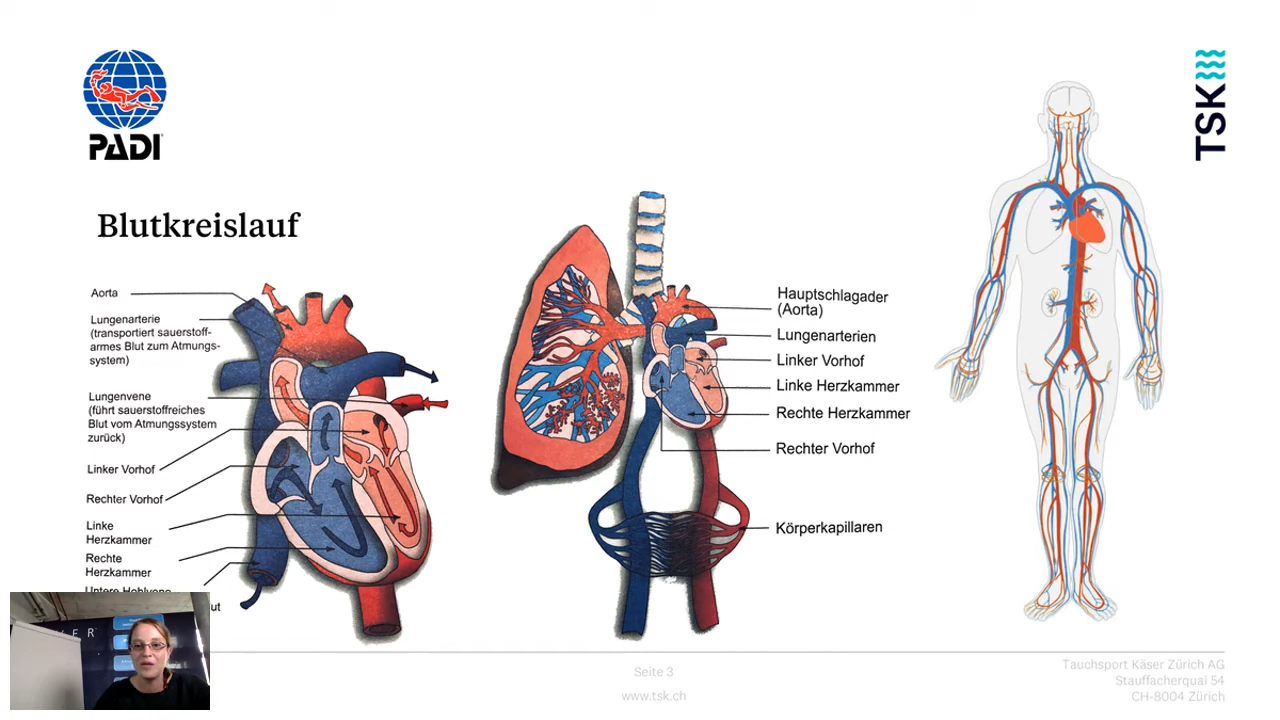 PADI
TSK
Blutkreislauf
Aorta
Lungenarterie
(transportiert sauerstoff-
armes Blut zum Atmungs-
system)
Lungenvene
(führt sauerstoffreiches
Blut vom Atmungssystem
zurück)
Linker Vorhof
Rechter Vorhof
Linke
Herzkammer
Rechte
Herzkammer
Untere Hohlvene
Hauptschlagader
(Aorta)
Lungenarterien
Linker Vorhof
Linke Herzkammer
Rechte Herzkammer
Rechter Vorhof
Körperkapillaren
Seite 3
www.tsk.ch
Tauchsport Käser Zürich AG
Stauffacherquai 54
CH-8004 Zürich